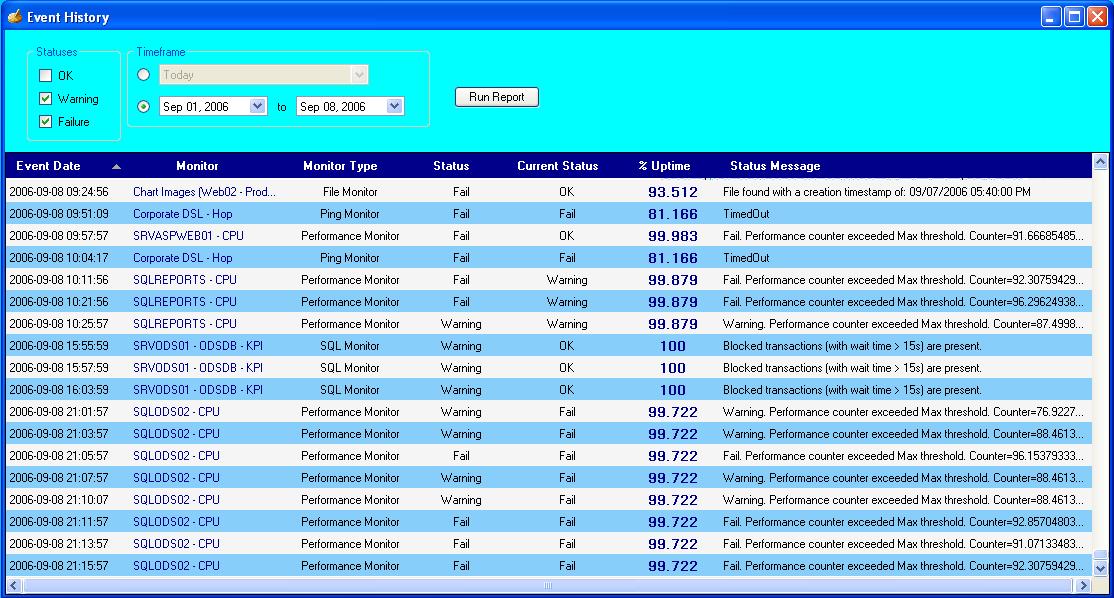 Event History
Statuses
OK
Warning
Failure
Timeframe
Today
Sep 01, 2006 to Sep 08, 2006
Run Report
Event Date Monitor Monitor Type Status Current Status % Uptime Status Message
2006-09-08 09:24:56 Chart Images (Web02 - Prod... File Monitor Fail OK 93.512 File found with a creation timestamp of: 09/07/2006 05:40:00 PM
2006-09-08 09:51:09 Corporate DSL - Hop Ping Monitor Fail Fail 81.166 TimedOut
2006-09-08 09:57:57 SRVASPWEB01 - CPU Performance Monitor Fail OK 99.983 Fail. Performance counter exceeded Max threshold. Counter=91.66685485...
2006-09-08 10:04:17 Corporate DSL - Hop Ping Monitor Fail Fail 81.166 TimedOut
2006-09-08 10:11:56 SQLREPORTS - CPU Performance Monitor Fail Warning 99.879 Fail. Performance counter exceeded Max threshold. Counter=92.30759429...
2006-09-08 10:21:56 SQLREPORTS - CPU Performance Monitor Fail Warning 99.879 Fail. Performance counter exceeded Max threshold. Counter=96.29624938...
2006-09-08 10:25:57 SQLREPORTS - CPU Performance Monitor Warning Warning 99.879 Warning. Performance counter exceeded Max threshold. Counter=87.4998...
2006-09-08 15:55:59 SRVODS01 - ODSDB - KPI SQL Monitor Warning OK 100 Blocked transactions (with wait time > 15s) are present.
2006-09-08 15:57:59 SRVODS01 - ODSDB - KPI SQL Monitor Warning OK 100 Blocked transactions (with wait time > 15s) are present.
2006-09-08 16:03:59 SRVODS01 - ODSDB - KPI SQL Monitor Warning OK 100 Blocked transactions (with wait time > 15s) are present.
2006-09-08 21:01:57 SQLODS02 - CPU Performance Monitor Warning Fail 99.722 Warning. Performance counter exceeded Max threshold. Counter=76.9227...
2006-09-08 21:03:57 SQLODS02 - CPU Performance Monitor Warning Fail 99.722 Warning. Performance counter exceeded Max threshold. Counter=88.4613...
2006-09-08 21:05:57 SQLODS02 - CPU Performance Monitor Fail Fail 99.722 Fail. Performance counter exceeded Max threshold. Counter=96.15379333...
2006-09-08 21:07:57 SQLODS02 - CPU Performance Monitor Warning Fail 99.722 Warning. Performance counter exceeded Max threshold. Counter=88.4613...
2006-09-08 21:10:07 SQLODS02 - CPU Performance Monitor Warning Fail 99.722 Warning. Performance counter exceeded Max threshold. Counter=88.4613...
2006-09-08 21:11:57 SQLODS02 - CPU Performance Monitor Fail Fail 99.722 Fail. Performance counter exceeded Max threshold. Counter=92.85704803...
2006-09-08 21:13:57 SQLODS02 - CPU Performance Monitor Fail Fail 99.722 Fail. Performance counter exceeded Max threshold. Counter=91.07133483...
2006-09-08 21:15:57 SQLODS02 - CPU Performance Monitor Fail Fail 99.722 Fail. Performance counter exceeded Max threshold. Counter=92.30759429...